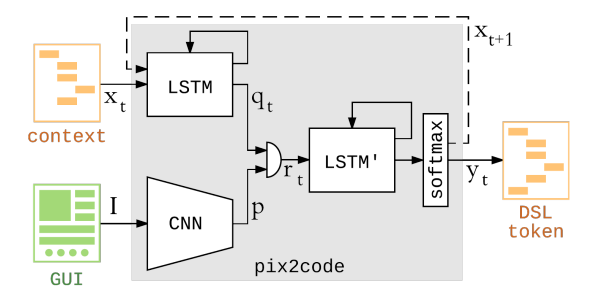 x_{t+1}
LSTM
x_t
q_t
context
LSTM'
softmax
r_t
y_t
I
CNN
p
DSL
token
GUI
pix2code